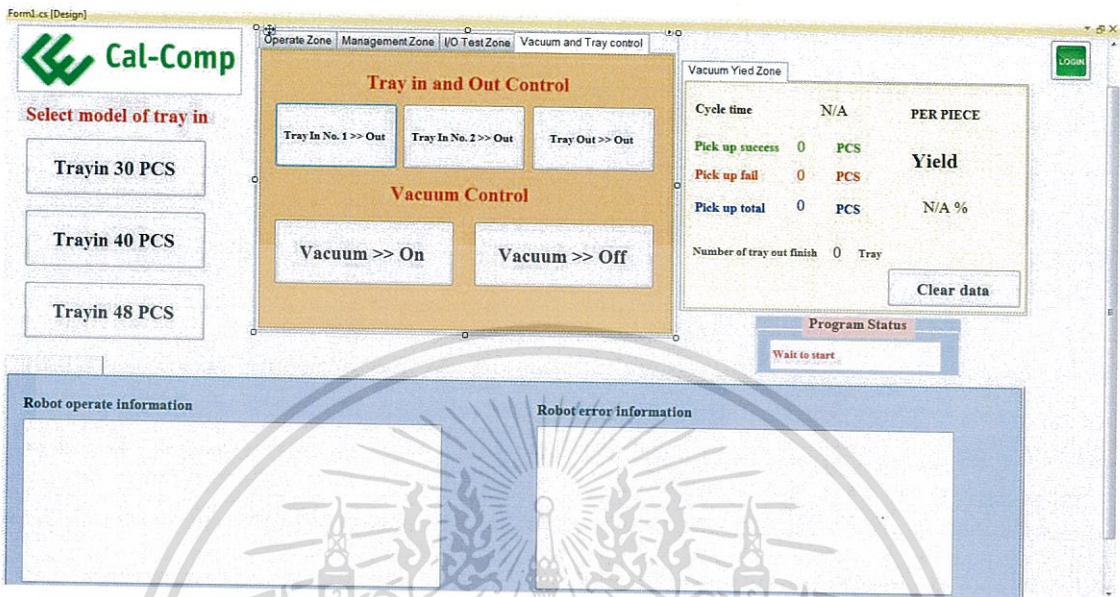 Form1.cs [Design]
Cal-Comp
Select model of tray in
Trayin 30 PCS
Trayin 40 PCS
Trayin 48 PCS
Operate Zone
Management Zone
I/O Test Zone
Vacuum and Tray control
Tray in and Out Control
Tray In No. 1 >> Out
Tray In No. 2 >> Out
Tray Out >> Out
Vacuum Control
Vacuum >> On
Vacuum >> Off
LOGIN
Vacuum Yied Zone
Cycle time N/A PER PIECE
Pick up success 0 PCS
Yield
Pick up fail 0 PCS
Pick up total 0 PCS N/A %
Number of tray out finish 0 Tray
Clear data
Program Status
Wait to start
Robot operate information
Robot error information